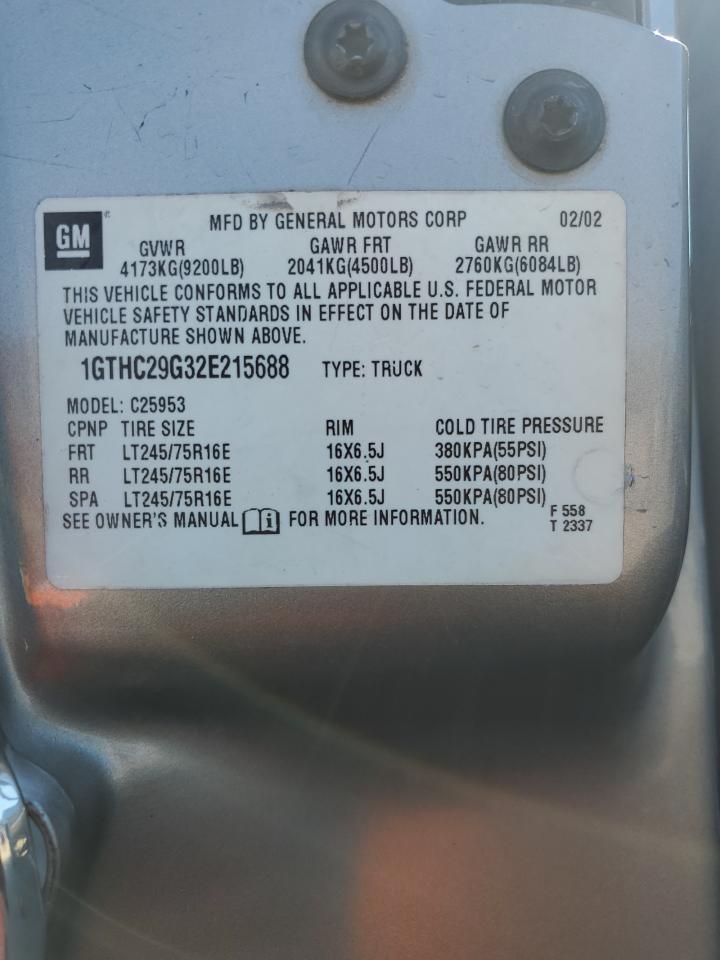 GM MFD BY GENERAL MOTORS CORP 02/02
GVWR GAWR FRT GAWR RR
4173KG(9200LB) 2041KG(4500LB) 2760KG(6084LB)
THIS VEHICLE CONFORMS TO ALL APPLICABLE U.S. FEDERAL MOTOR
VEHICLE SAFETY STANDARDS IN EFFECT ON THE DATE OF
MANUFACTURE SHOWN ABOVE.
1GTHC29G32E215688 TYPE: TRUCK
MODEL: C25953
CPNP TIRE SIZE RIM COLD TIRE PRESSURE
FRT LT245/75R16E 16X6.5J 380KPA(55PSI)
RR LT245/75R16E 16X6.5J 550KPA(80PSI)
SPA LT245/75R16E 16X6.5J 550KPA(80PSI)
SEE OWNER'S MANUAL i FOR MORE INFORMATION. F 558
T 2337